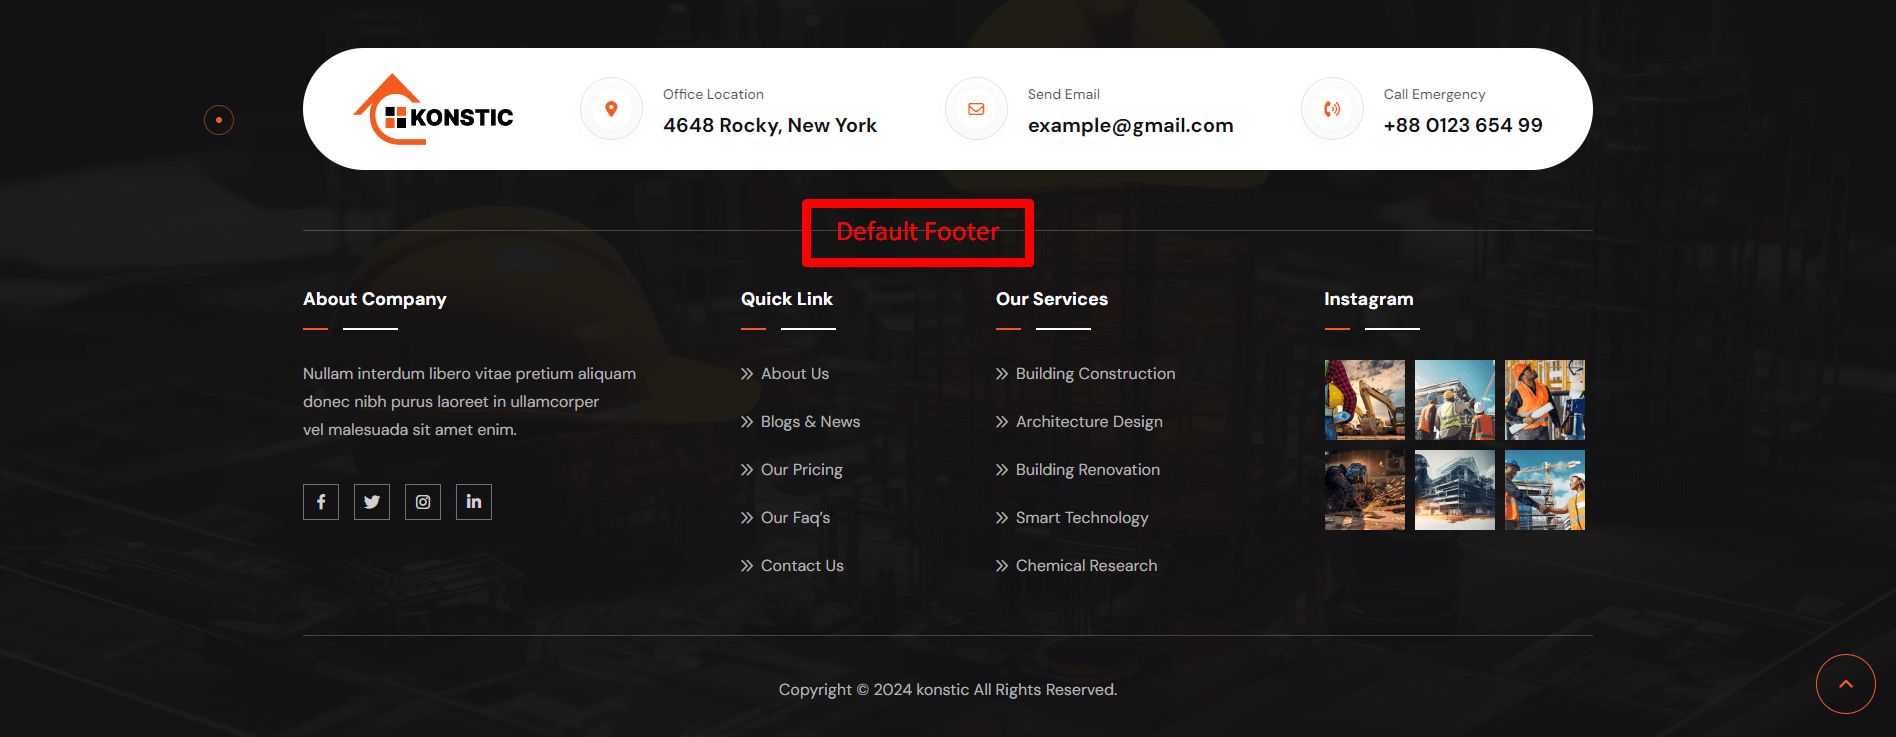 KONSTIC
Office Location
4648 Rocky, New York
Send Email
example@gmail.com
Call Emergency
+88 0123 654 99
Default Footer
About Company
Nullam interdum libero vitae pretium aliquam
donec nibh purus laoreet in ullamcorper
vel malesuada sit amet enim.
Quick Link
About Us
Blogs & News
Our Pricing
Our Faq’s
Contact Us
Our Services
Building Construction
Architecture Design
Building Renovation
Smart Technology
Chemical Research
Instagram
Copyright © 2024 konstic All Rights Reserved.